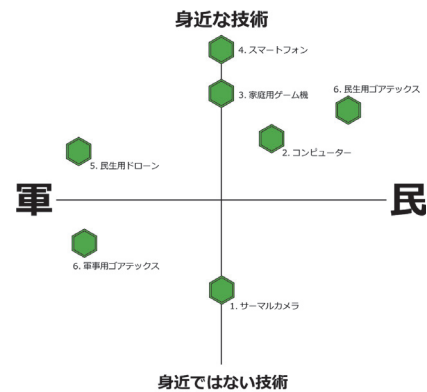 身近な技術
4. スマートフォン
3. 家庭用ゲーム機
6. 民生用ゴアテックス
2. コンピューター
5. 民生用ドローン
軍
民
6. 軍事用ゴアテックス
1. サーマルカメラ
身近ではない技術